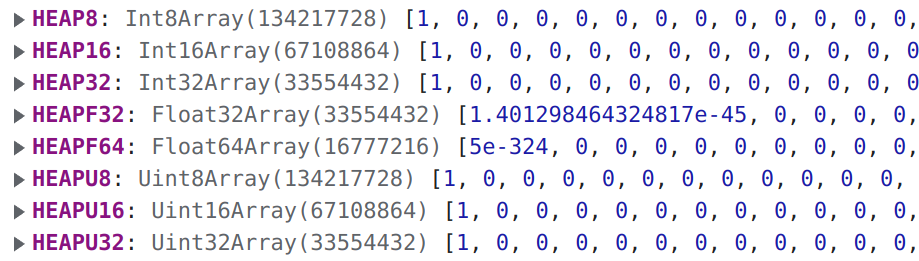 ▶ HEAP8: Int8Array(134217728) [1, 0, 0, 0, 0, 0, 0, 0, 0, 0, 0, 0,
▶ HEAP16: Int16Array(67108864) [1, 0, 0, 0, 0, 0, 0, 0, 0, 0, 0, 0
▶ HEAP32: Int32Array(33554432) [1, 0, 0, 0, 0, 0, 0, 0, 0, 0, 0, 0
▶ HEAPF32: Float32Array(33554432) [1.401298464324817e-45, 0, 0, 0, 0,
▶ HEAPF64: Float64Array(16777216) [5e-324, 0, 0, 0, 0, 0, 0, 0, 0, 0,
▶ HEAPU8: Uint8Array(134217728) [1, 0, 0, 0, 0, 0, 0, 0, 0, 0, 0, 0,
▶ HEAPU16: Uint16Array(67108864) [1, 0, 0, 0, 0, 0, 0, 0, 0, 0, 0, 0,
▶ HEAPU32: Uint32Array(33554432) [1, 0, 0, 0, 0, 0, 0, 0, 0, 0, 0, 0,